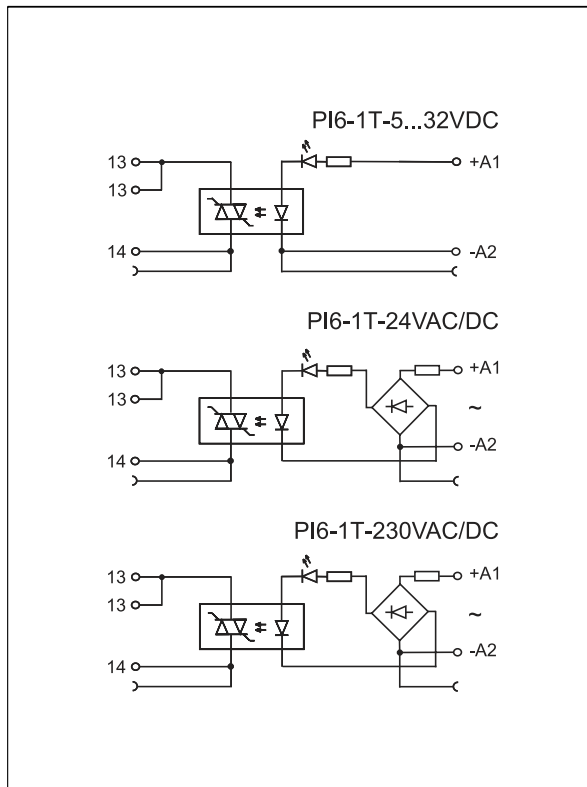 PI6-1T-5...32VDC
13
+A1
13
14
-A2
PI6-1T-24VAC/DC
13
+A1
13
~
14
-A2
PI6-1T-230VAC/DC
13
+A1
13
~
14
-A2